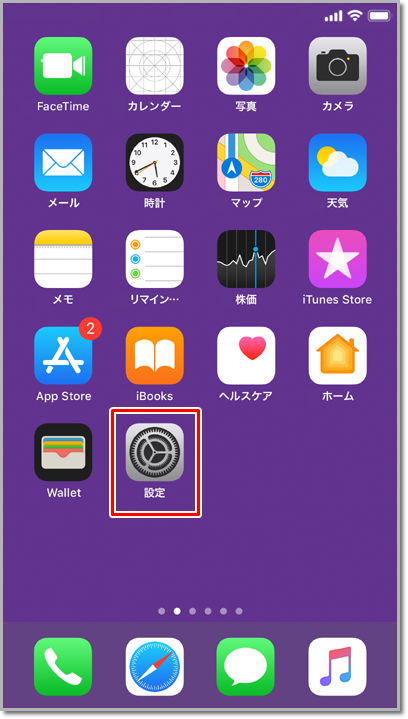 FaceTime
カレンダー
写真
カメラ
メール
時計
マップ
天気
メモ
リマイン…
株価
iTunes Store
2
App Store
iBooks
ヘルスケア
ホーム
Wallet
設定
280